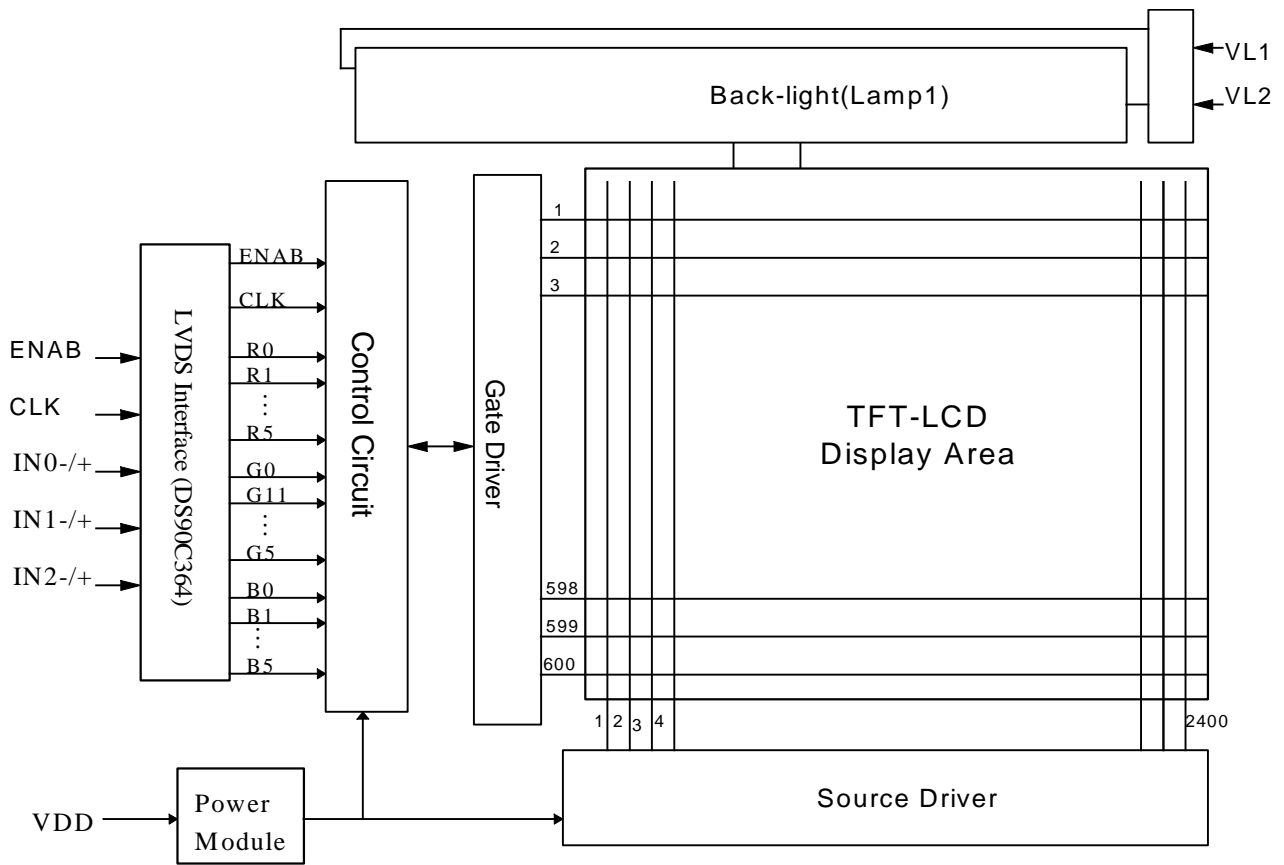 VL1
Back-light(Lamp1)
VL2
1
2
3
ENAB
CLK
R0
R1
⋮
R5
G0
G11
⋮
G5
B0
B1
⋮
B5
ENAB
CLK
IN0-/+
IN1-/+
IN2-/+
LVDS Interface (DS90C364)
Control Circuit
Gate Driver
TFT-LCD
Display Area
598
599
600
1
2
3
4
2400
Source Driver
VDD
Power
Module